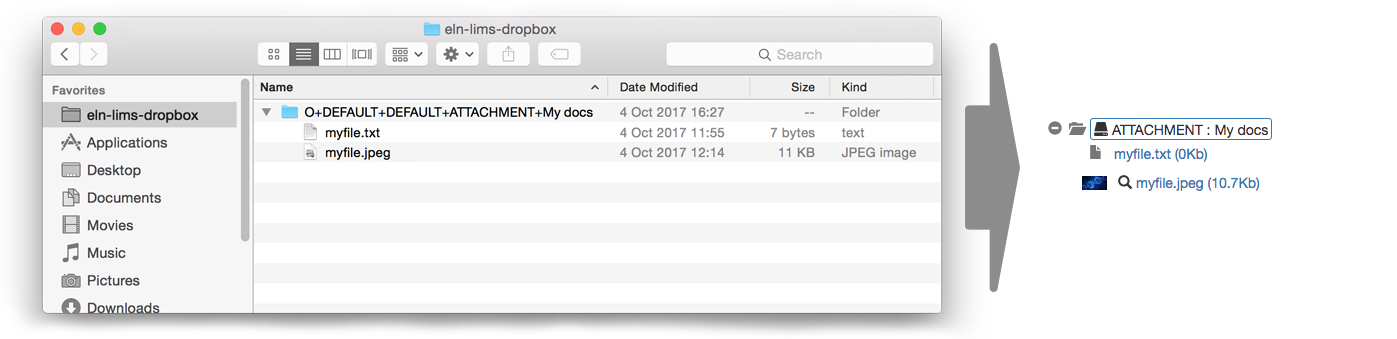 eln-lims-dropbox
Search
Favorites
eln-lims-dropbox
Applications
Desktop
Documents
Movies
Music
Pictures
Downloads
Name Date Modified Size Kind
O+DEFAULT+DEFAULT+ATTACHMENT+My docs 4 Oct 2017 16:27 -- Folder
myfile.txt 4 Oct 2017 11:55 7 bytes text
myfile.jpeg 4 Oct 2017 12:14 11 KB JPEG image
ATTACHMENT : My docs
myfile.txt (0Kb)
myfile.jpeg (10.7Kb)